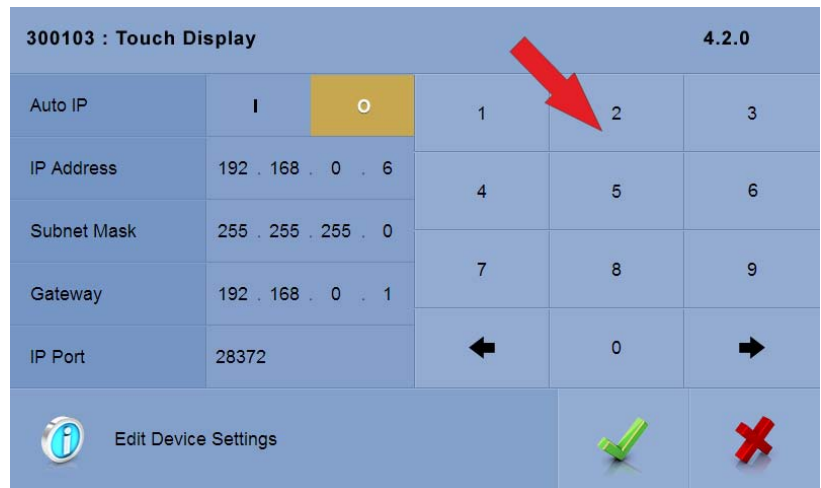 300103 : Touch Display 4.2.0
Auto IP I O
1 2 3
IP Address 192 . 168 . 0 . 6
4 5 6
Subnet Mask 255 . 255 . 255 . 0
7 8 9
Gateway 192 . 168 . 0 . 1
0
IP Port 28372
Edit Device Settings